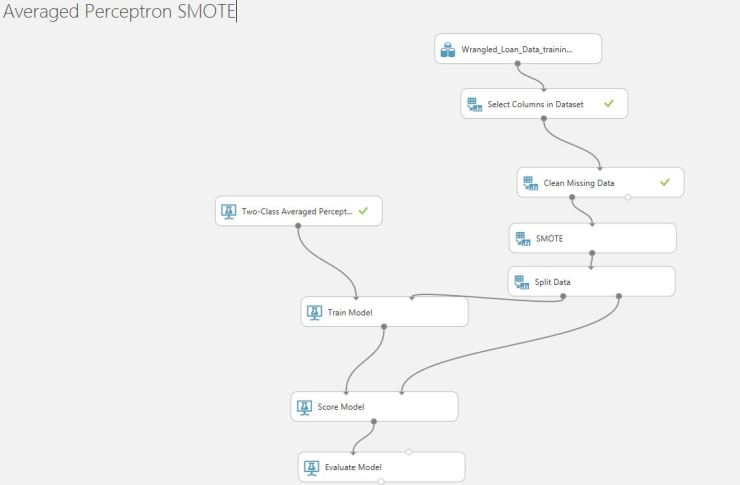 Averaged Perceptron SMOTE
Wrangled_Loan_Data_trainin...
Select Columns in Dataset
Clean Missing Data
Two-Class Averaged Percept...
SMOTE
Split Data
Train Model
Score Model
Evaluate Model